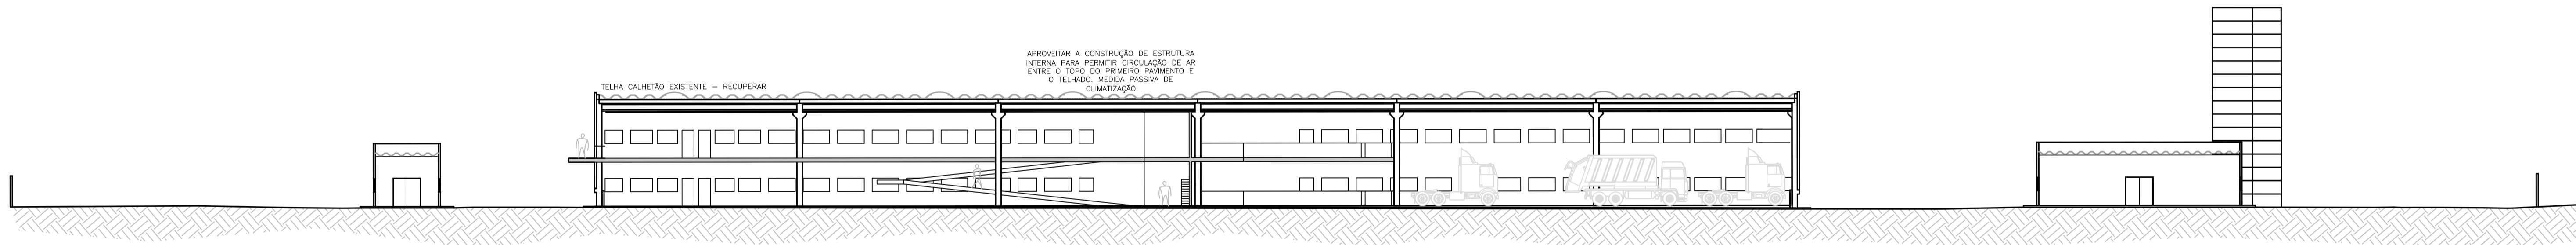 TELHA CALHETÃO EXISTENTE – RECUPERAR
APROVEITAR A CONSTRUÇÃO DE ESTRUTURA
INTERNA PARA PERMITIR CIRCULAÇÃO DE AR
ENTRE O TOPO DO PRIMEIRO PAVIMENTO E
O TELHADO. MEDIDA PASSIVA DE
CLIMATIZAÇÃO